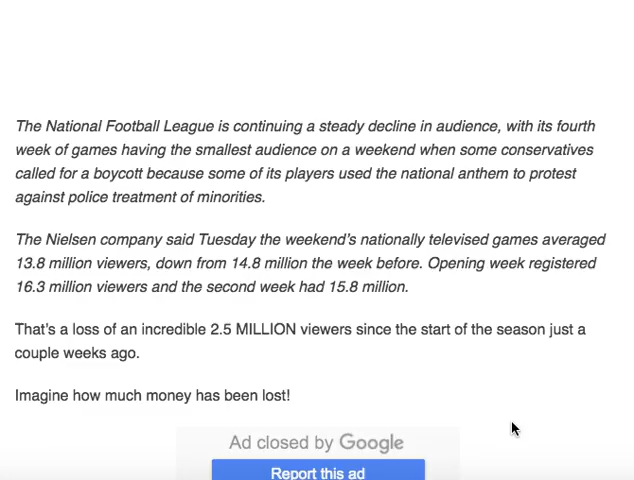 The National Football League is continuing a steady decline in audience, with its fourth
week of games having the smallest audience on a weekend when some conservatives
called for a boycott because some of its players used the national anthem to protest
against police treatment of minorities.
The Nielsen company said Tuesday the weekend's nationally televised games averaged
13.8 million viewers, down from 14.8 million the week before. Opening week registered
16.3 million viewers and the second week had 15.8 million.
That's a loss of an incredible 2.5 MILLION viewers since the start of the season just a
couple weeks ago.
Imagine how much money has been lost!
Ad closed by Google
Report this ad